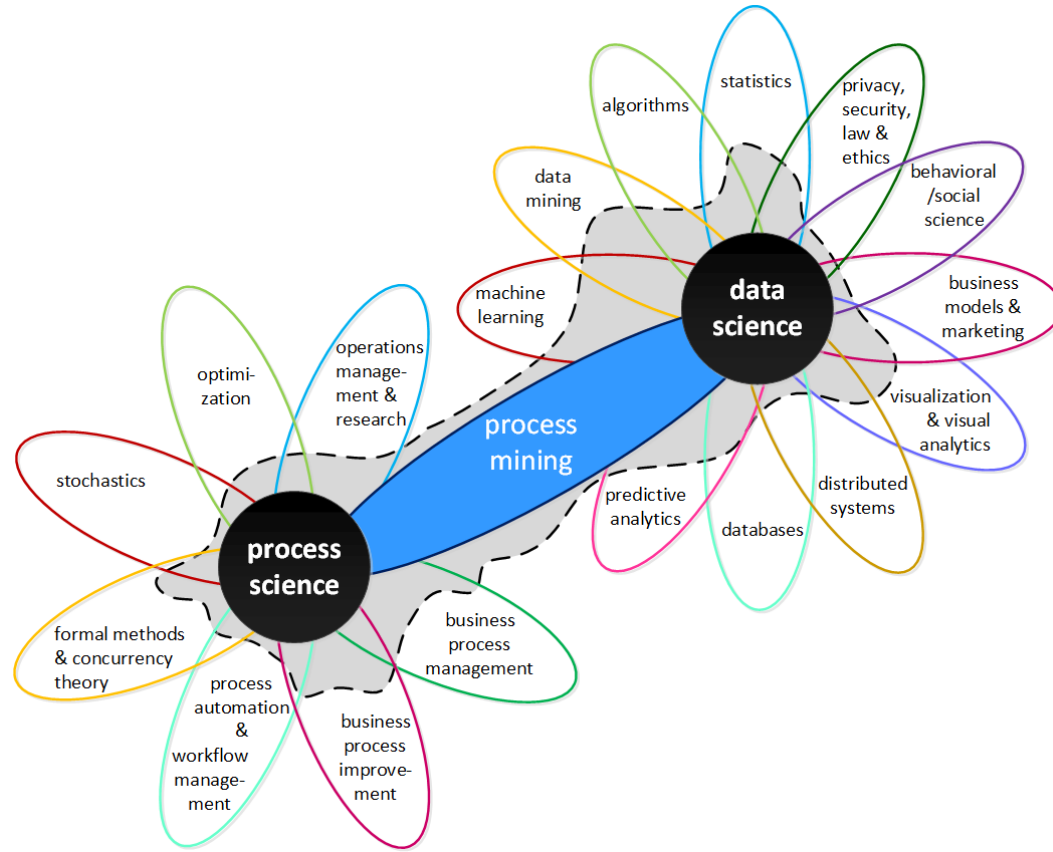 statistics
algorithms
privacy,
security,
law &
ethics
data
mining
behavioral
/social
science
machine
learning
data
science
business
models &
marketing
visualization
& visual
analytics
distributed
systems
databases
predictive
analytics
process
mining
operations
manage-
ment &
research
optimi-
zation
stochastics
process
science
formal methods
& concurrency
theory
process
automation
&
workflow
manage-
ment
business
process
improve-
ment
business
process
management